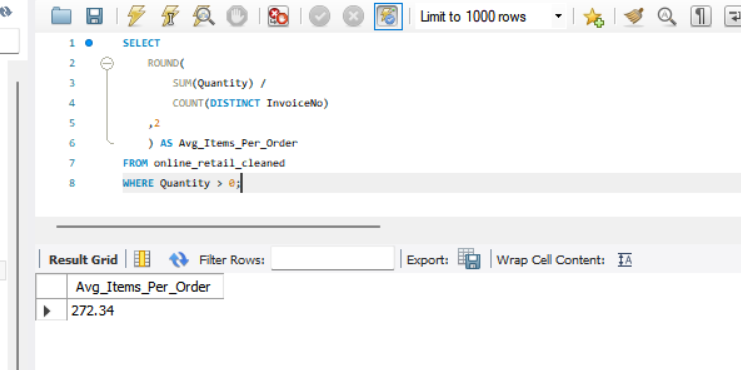 Limit to 1000 rows
1 SELECT
2 ROUND(
3 SUM(Quantity) /
4 COUNT(DISTINCT InvoiceNo)
5 ,2
6 ) AS Avg_Items_Per_Order
7 FROM online_retail_cleaned
8 WHERE Quantity > 0;
Result Grid Filter Rows: Export: Wrap Cell Content:
Avg_Items_Per_Order
272.34